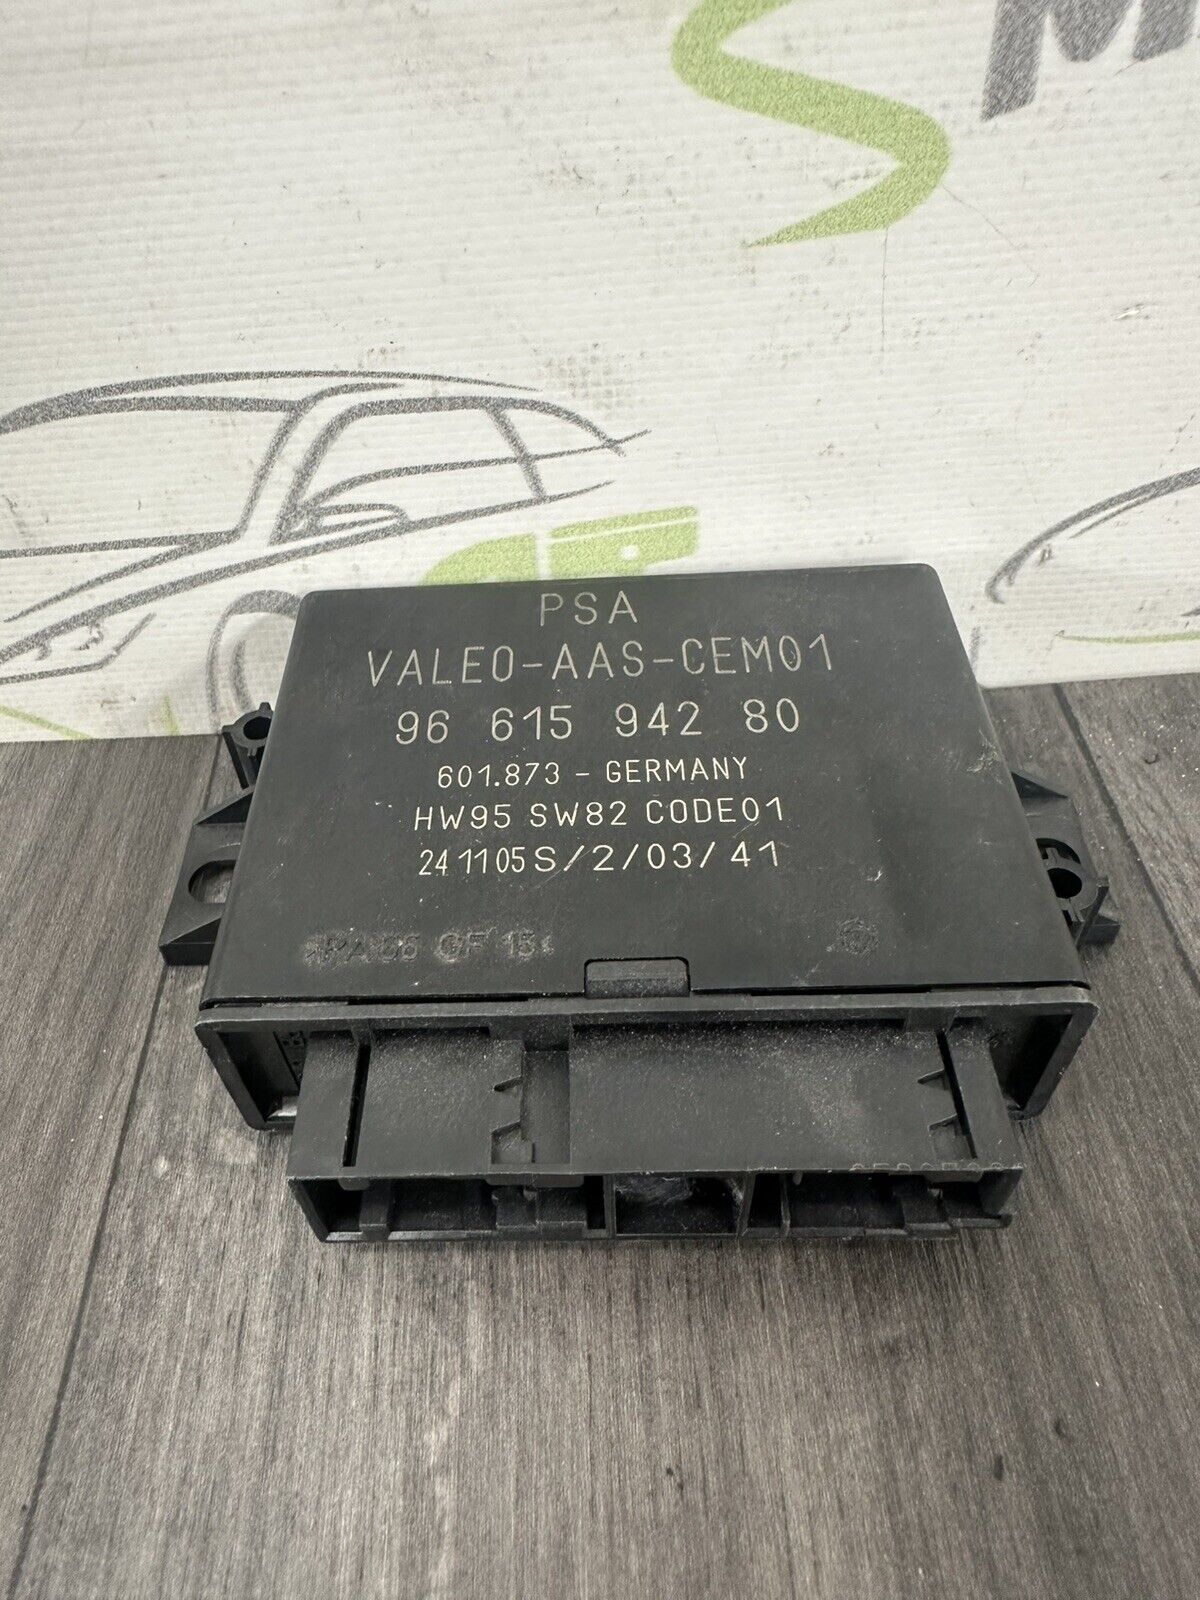 PSA
VALEO-AAS-CEM01
96 615 942 80
601.873 - GERMANY
HW95 SW82 CODE01
241105S/2/03/41